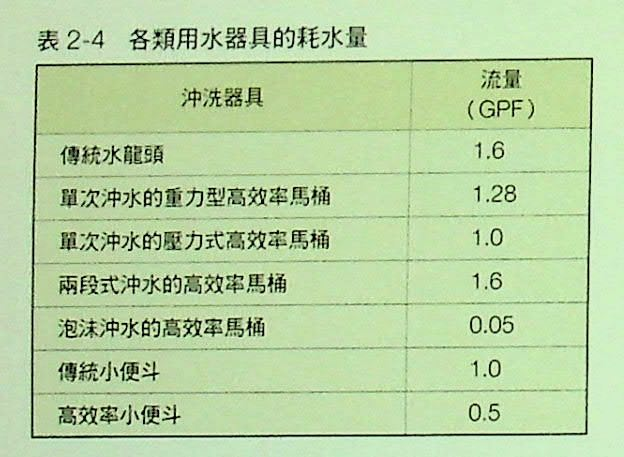 表 2-4 各類用水器具的耗水量
沖洗器具 流量
(GPF)
傳統水龍頭 1.6
單次沖水的重力型高效率馬桶 1.28
單次沖水的壓力式高效率馬桶 1.0
兩段式沖水的高效率馬桶 1.6
泡沫沖水的高效率馬桶 0.05
傳統小便斗 1.0
高效率小便斗 0.5